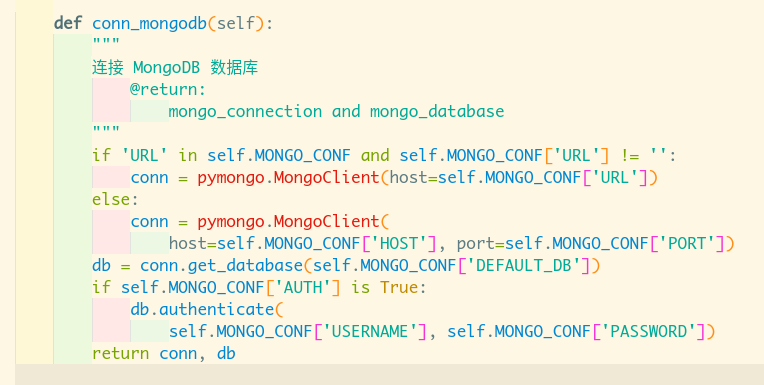 def conn_mongodb(self):
    """
    连接 MongoDB 数据库
        @return:
            mongo_connection and mongo_database
    """
    if 'URL' in self.MONGO_CONF and self.MONGO_CONF['URL'] != '':
        conn = pymongo.MongoClient(host=self.MONGO_CONF['URL'])
    else:
        conn = pymongo.MongoClient(
            host=self.MONGO_CONF['HOST'], port=self.MONGO_CONF['PORT'])
    db = conn.get_database(self.MONGO_CONF['DEFAULT_DB'])
    if self.MONGO_CONF['AUTH'] is True:
        db.authenticate(
            self.MONGO_CONF['USERNAME'], self.MONGO_CONF['PASSWORD'])
    return conn, db